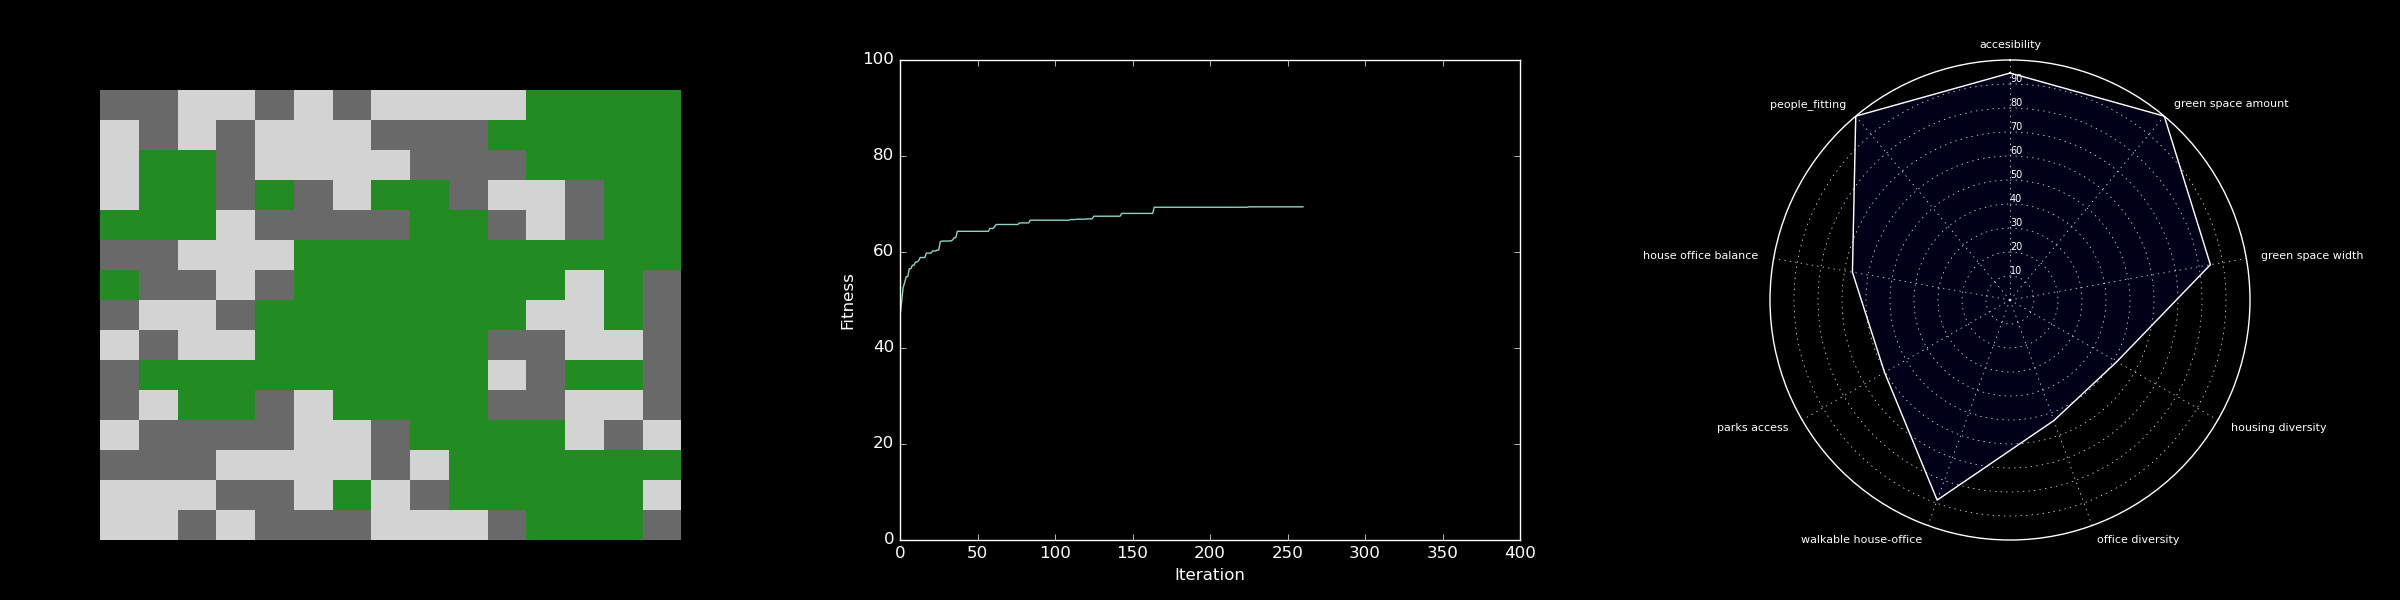 100
80
60
40
20
0
Fitness
0 50 100 150 200 250 300 350 400
Iteration
accesibility
people_fitting
green space amount
house office balance
green space width
parks access
housing diversity
walkable house-office
office diversity
90
80
70
60
50
40
30
20
10